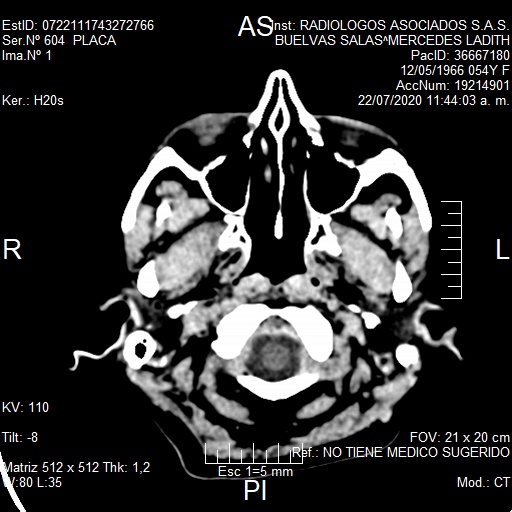 EstID: 0722111743272766
Ser.Nº 604 PLACA
Ima.Nº 1
Ker.: H20s
AS
Inst: RADIOLOGOS ASOCIADOS S.A.S.
BUELVAS SALAS^MERCEDES LADITH
PacID: 36667180
12/05/1966 054Y F
AccNum: 19214901
22/07/2020 11:44:03 a. m.
R
L
KV: 110
Tilt: -8
Matriz 512 x 512 Thk: 1,2
W:80 L:35
Esc 1=5 mm
PI
FOV: 21 x 20 cm
Ref.: NO TIENE MEDICO SUGERIDO
Mod.: CT